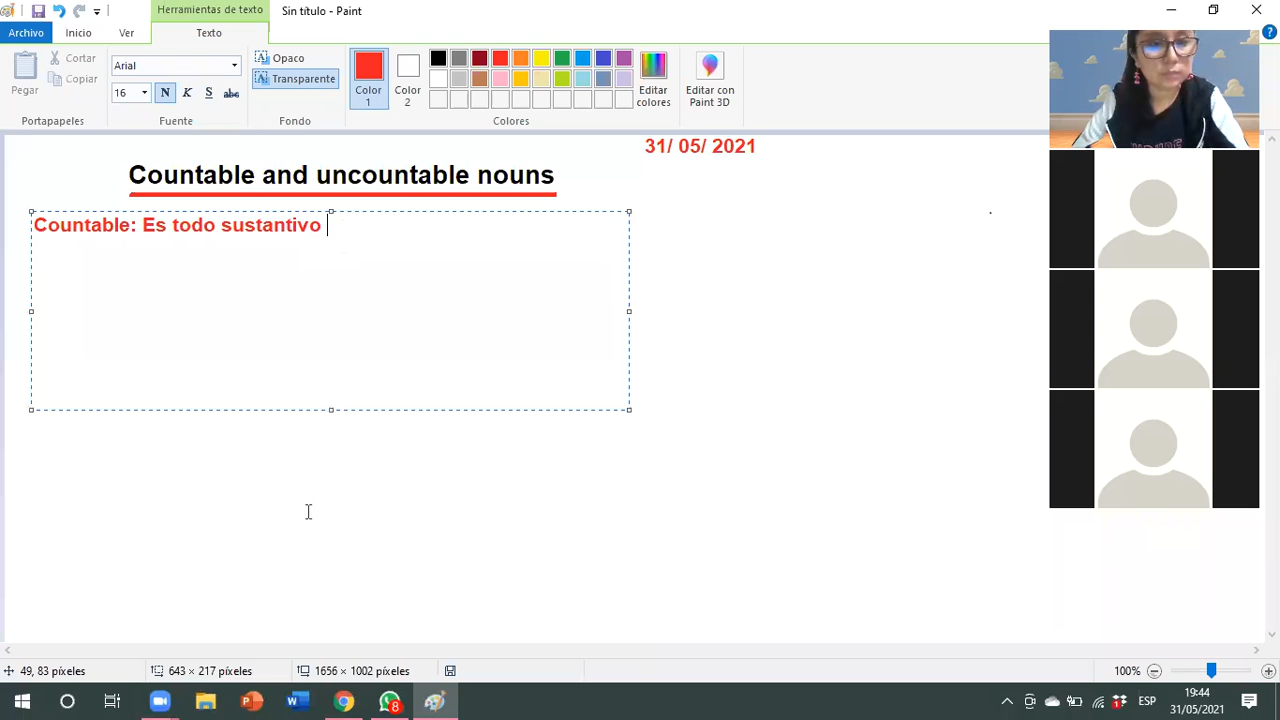 Herramientas de texto
Sin título - Paint
Archivo
Inicio
Ver
Texto
Pegar
Cortar
Copiar
Portapapeles
Arial
16
N K S abc
Fuente
Opaco
Transparente
Fondo
Color 1
Color 2
Editar colores
Editar con Paint 3D
Colores
31/ 05/ 2021
Countable and uncountable nouns
Countable: Es todo sustantivo
49, 83 píxeles
643 × 217 píxeles
1656 × 1002 píxeles
100%
8
1
ESP
19:44
31/05/2021